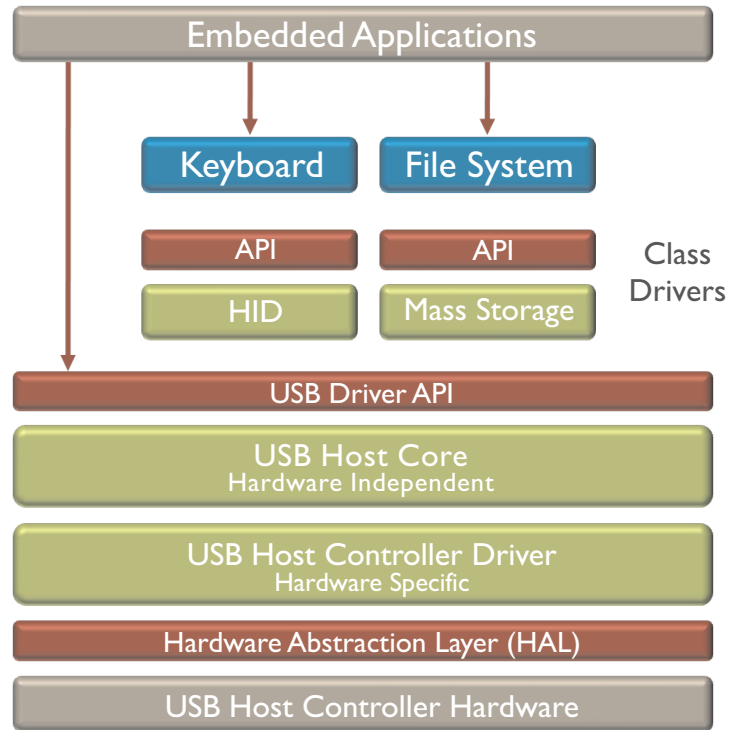 Embedded Applications
Keyboard
File System
API
API
Class
Drivers
HID
Mass Storage
USB Driver API
USB Host Core
Hardware Independent
USB Host Controller Driver
Hardware Specific
Hardware Abstraction Layer (HAL)
USB Host Controller Hardware